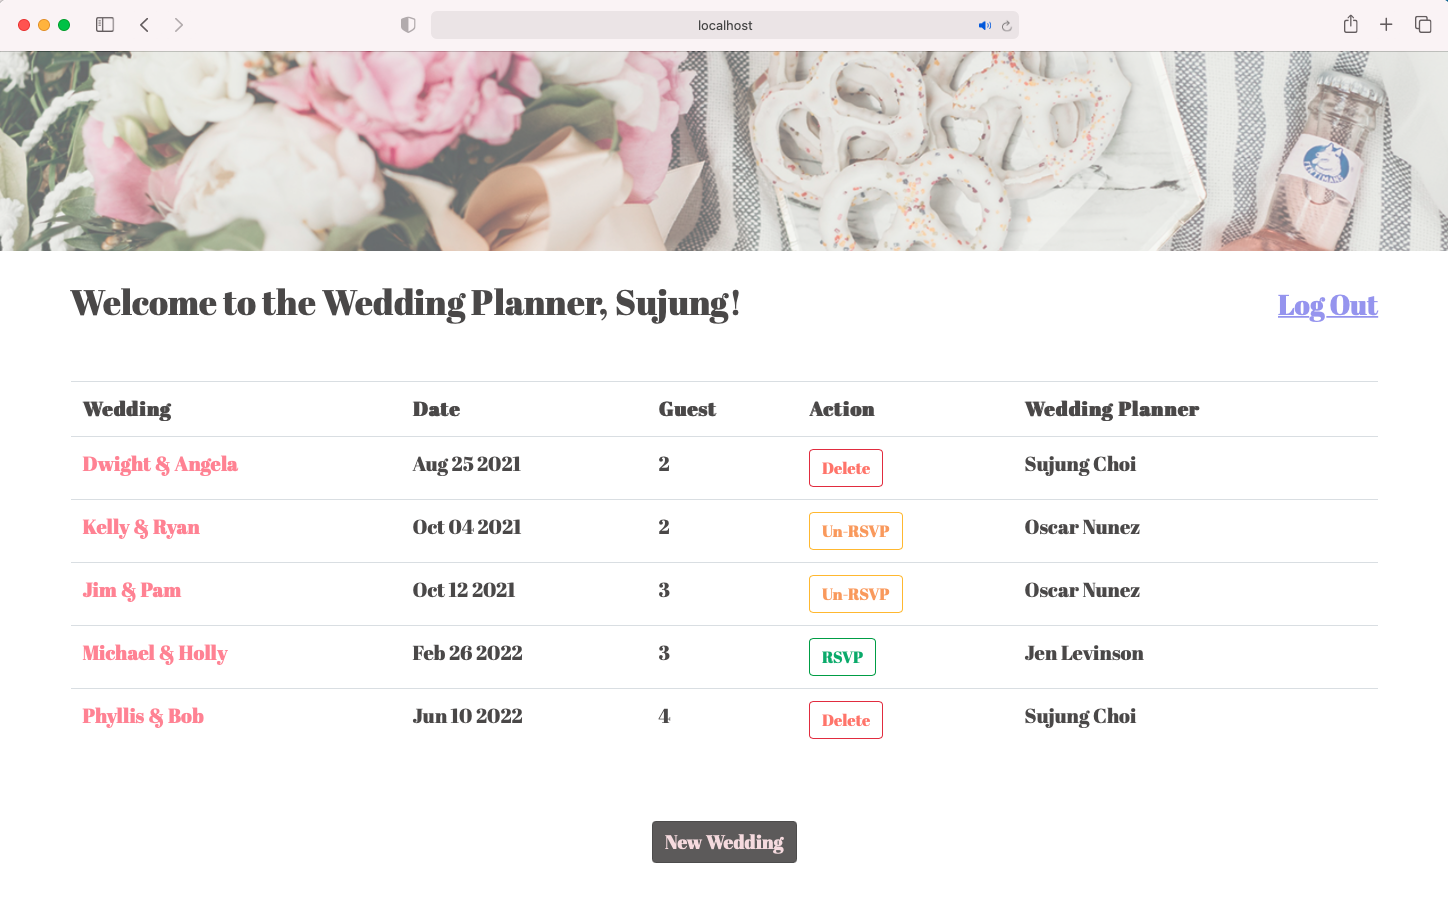 localhost
Welcome to the Wedding Planner, Sujung!
Log Out
Wedding Date Guest Action Wedding Planner
Dwight & Angela Aug 25 2021 2 Delete Sujung Choi
Kelly & Ryan Oct 04 2021 2 Un-RSVP Oscar Nunez
Jim & Pam Oct 12 2021 3 Un-RSVP Oscar Nunez
Michael & Holly Feb 26 2022 3 RSVP Jen Levinson
Phyllis & Bob Jun 10 2022 4 Delete Sujung Choi
New Wedding